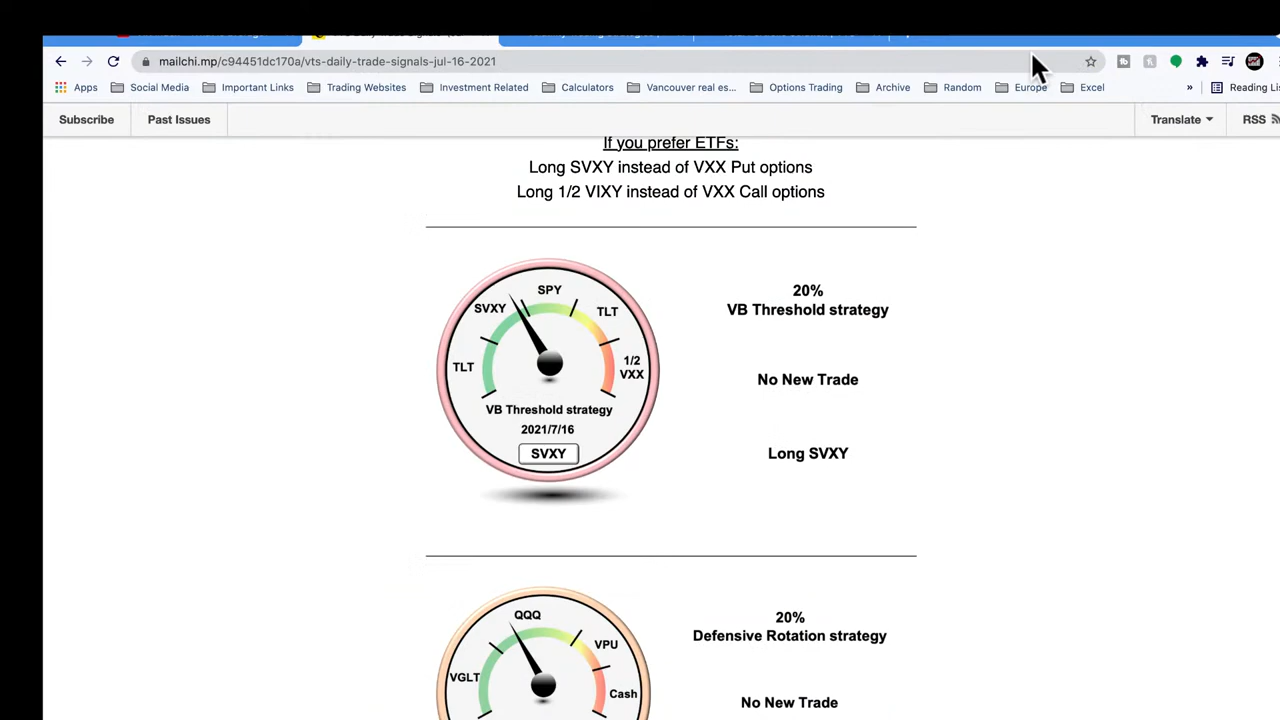 mailchi.mp/c94451dc170a/vts-daily-trade-signals-jul-16-2021
Apps Social Media Important Links Trading Websites Investment Related Calculators Vancouver real es... Options Trading Archive Random Europe Excel » Reading Lis
Subscribe Past Issues Translate RSS
If you prefer ETFs:
Long SVXY instead of VXX Put options
Long 1/2 VIXY instead of VXX Call options
SPY
SVXY
TLT
TLT
1/2
VXX
VB Threshold strategy
2021/7/16
SVXY
20%
VB Threshold strategy
No New Trade
Long SVXY
QQQ
VPU
VGLT
Cash
20%
Defensive Rotation strategy
No New Trade